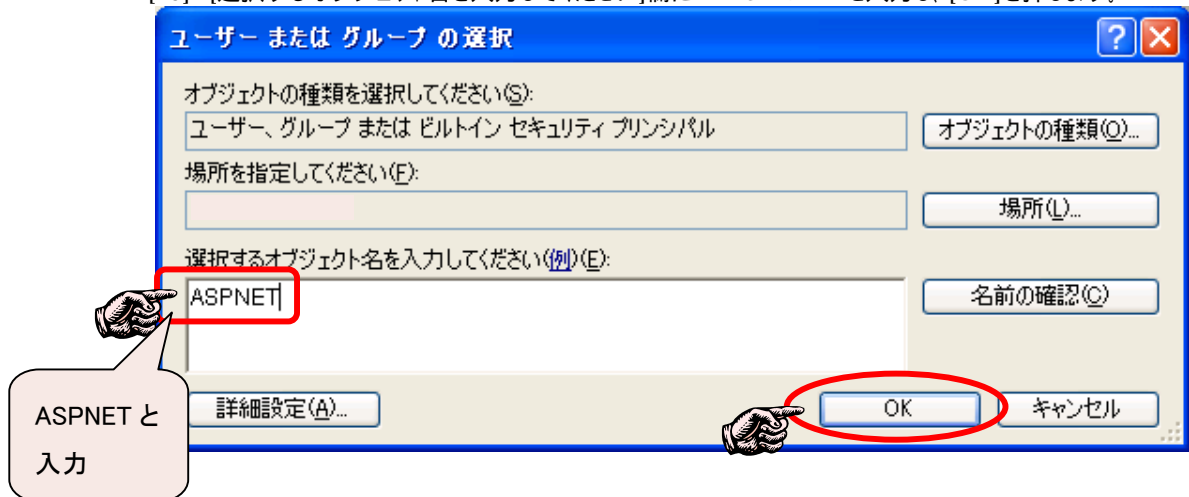 ユーザー または グループ の選択
オブジェクトの種類を選択してください(S):
ユーザー、グループ または ビルトイン セキュリティ プリンシパル
オブジェクトの種類(O)...
場所を指定してください(F):
場所(L)...
選択するオブジェクト名を入力してください(例)(E):
ASPNET
名前の確認(C)
詳細設定(A)...
OK
キャンセル
ASPNET と
入力